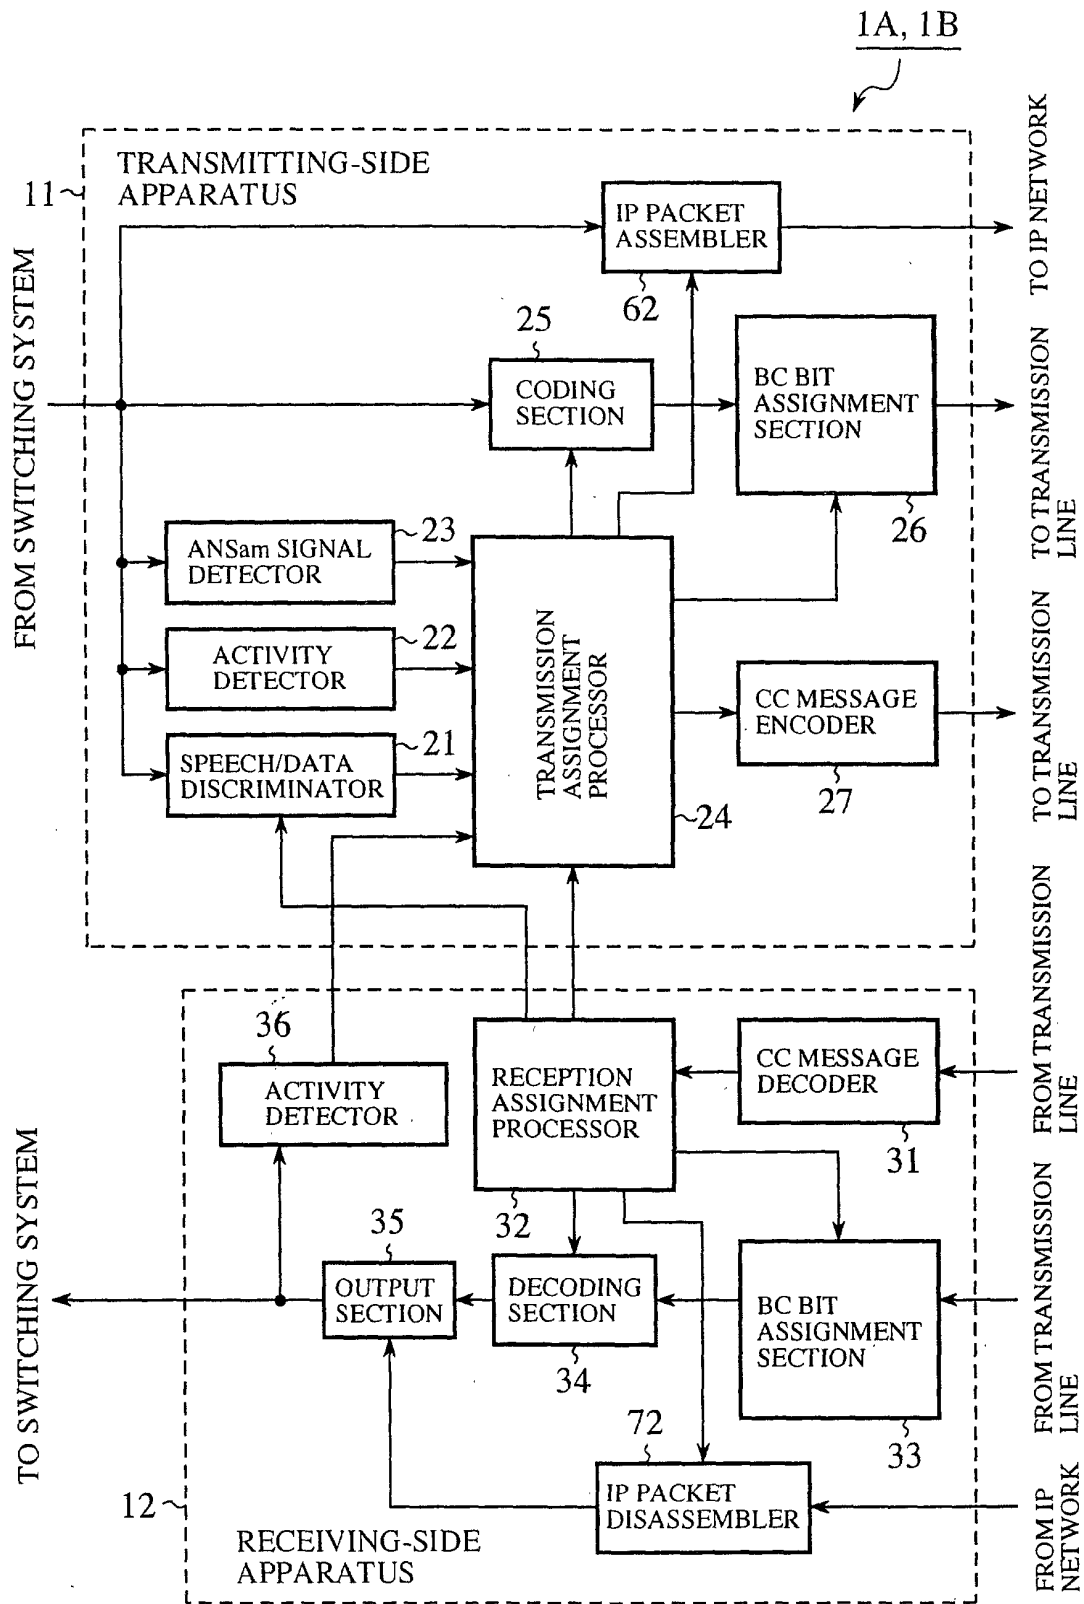 1A, 1B
TRANSMITTING-SIDE
APPARATUS
11
IP PACKET
ASSEMBLER
62
TO IP NETWORK
FROM SWITCHING SYSTEM
25
CODING
SECTION
BC BIT
ASSIGNMENT
SECTION
26
TO TRANSMISSION
LINE
ANSam SIGNAL
DETECTOR
23
ACTIVITY
DETECTOR
22
SPEECH/DATA
DISCRIMINATOR
21
TRANSMISSION
ASSIGNMENT
PROCESSOR
24
CC MESSAGE
ENCODER
27
TO TRANSMISSION
LINE
36
ACTIVITY
DETECTOR
RECEPTION
ASSIGNMENT
PROCESSOR
32
CC MESSAGE
DECODER
31
FROM TRANSMISSION
LINE
TO SWITCHING SYSTEM
35
OUTPUT
SECTION
DECODING
SECTION
34
BC BIT
ASSIGNMENT
SECTION
33
FROM TRANSMISSION
LINE
72
IP PACKET
DISASSEMBLER
FROM IP
NETWORK
12
RECEIVING-SIDE
APPARATUS